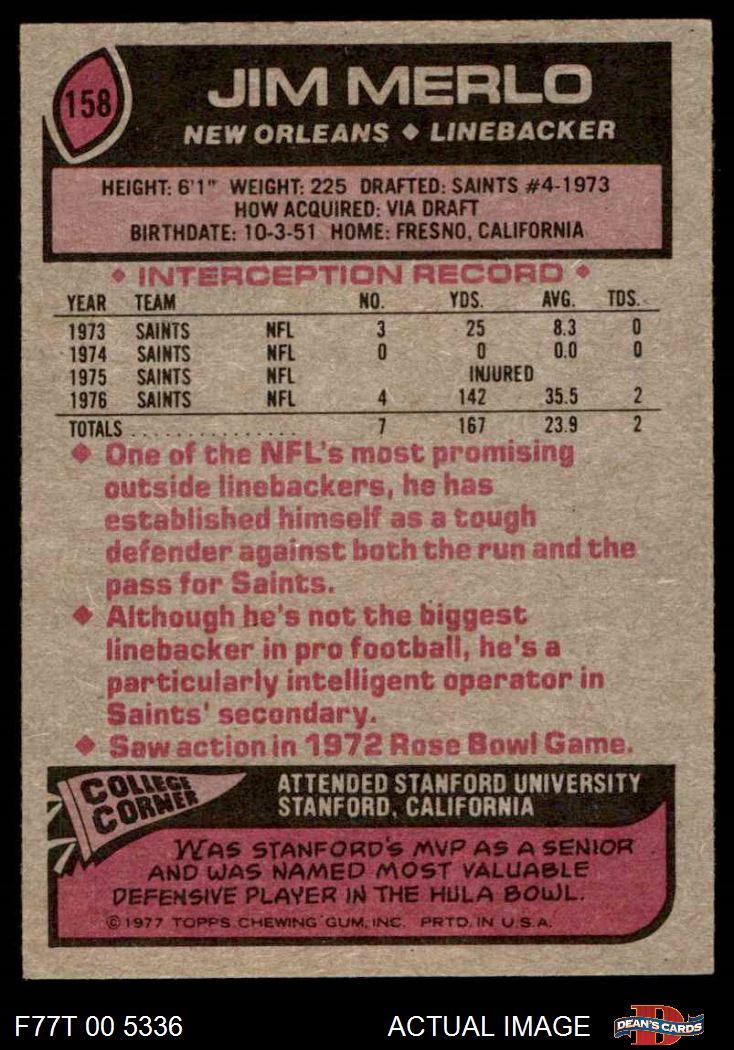 158
JIM MERLO
NEW ORLEANS ◆ LINEBACKER
HEIGHT: 6'1" WEIGHT: 225 DRAFTED: SAINTS #4-1973
HOW ACQUIRED: VIA DRAFT
BIRTHDATE: 10-3-51 HOME: FRESNO, CALIFORNIA
◆ INTERCEPTION RECORD ◆
YEAR TEAM NO. YDS. AVG. TDS.
1973 SAINTS NFL 3 25 8.3 0
1974 SAINTS NFL 0 0 0.0 0
1975 SAINTS NFL INJURED
1976 SAINTS NFL 4 142 35.5 2
TOTALS ................ 7 167 23.9 2
◆ One of the NFL's most promising
outside linebackers, he has
established himself as a tough
defender against both the run and the
pass for Saints.
◆ Although he's not the biggest
linebacker in pro football, he's a
particularly intelligent operator in
Saints' secondary.
◆ Saw action in 1972 Rose Bowl Game.
COLLEGE
CORNER
ATTENDED STANFORD UNIVERSITY
STANFORD, CALIFORNIA
WAS STANFORD'S MVP AS A SENIOR
AND WAS NAMED MOST VALUABLE
DEFENSIVE PLAYER IN THE HULA BOWL.
©1977 TOPPS CHEWING GUM, INC. PRTD. IN U.S.A.
F77T 00 5336 ACTUAL IMAGE D DEAN'S CARDS